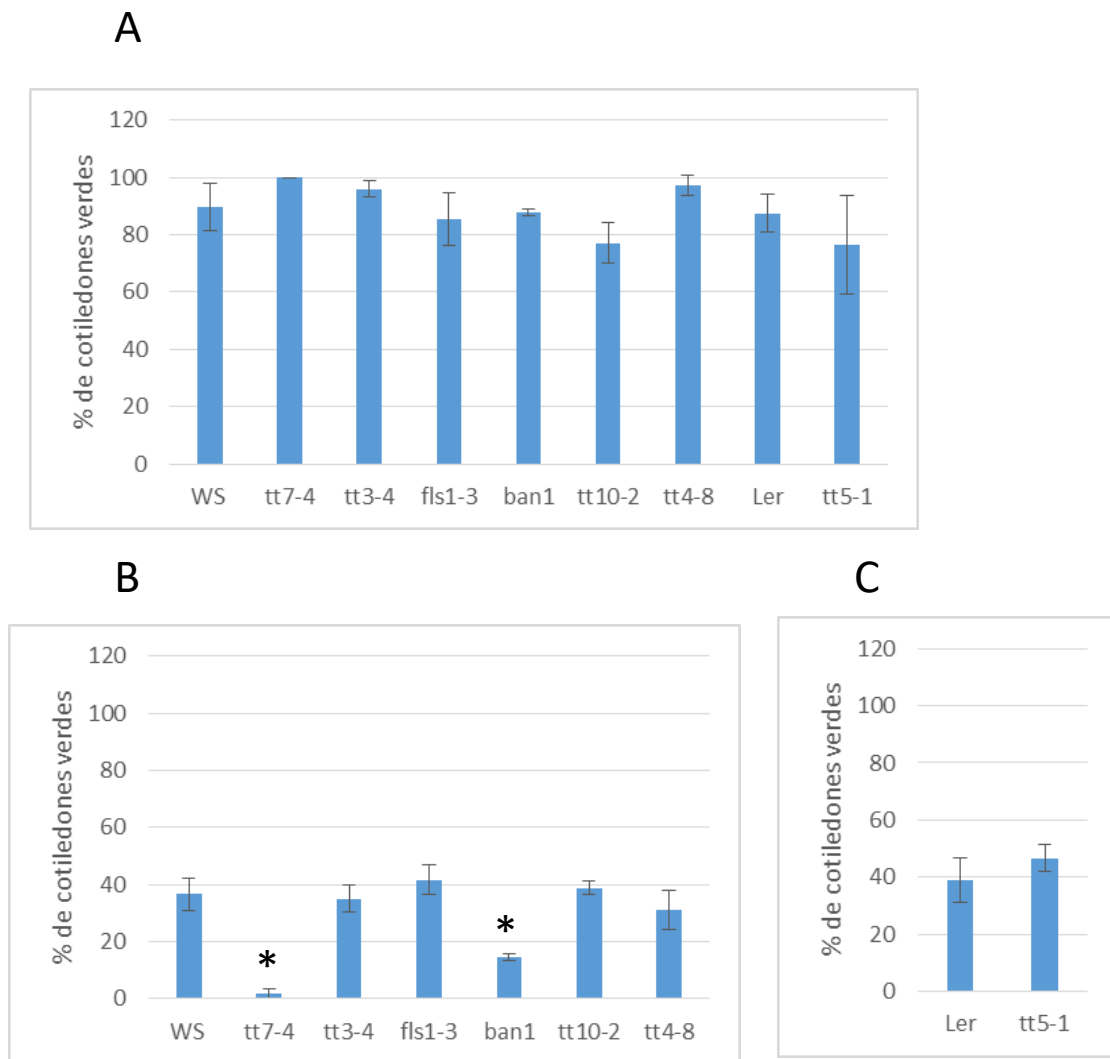 A
% de cotiledones verdes
120
100
80
60
40
20
0
WS tt7-4 tt3-4 fls1-3 ban1 tt10-2 tt4-8 Ler tt5-1
B
% de cotiledones verdes
120
100
80
60
40
20
0
* *
WS tt7-4 tt3-4 fls1-3 ban1 tt10-2 tt4-8
C
% de cotiledones verdes
120
100
80
60
40
20
0
Ler tt5-1